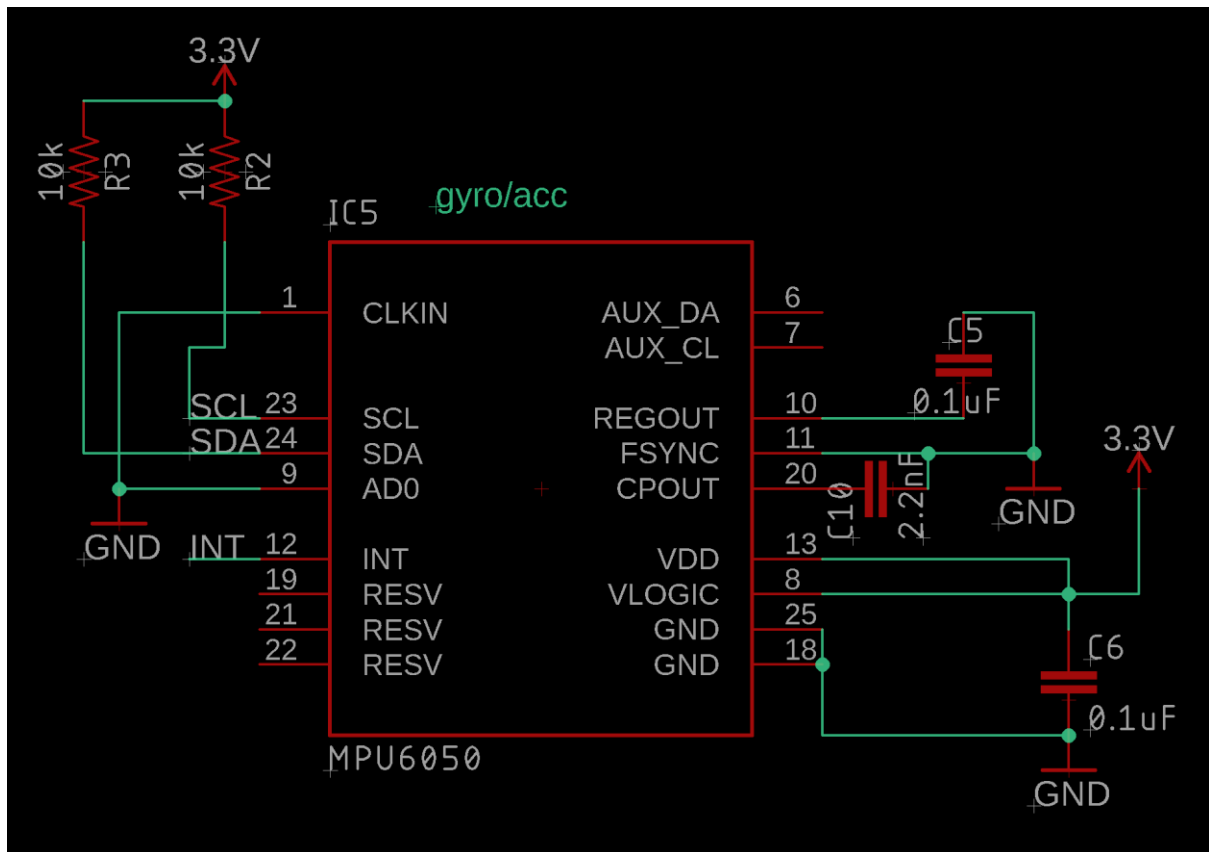 3.3V
10k
R3
10k
R2
gyro/acc
IC5
1
CLKIN
SCL
23
SCL
SDA
24
SDA
9
AD0
GND
INT
12
INT
19
RESV
21
RESV
22
RESV
AUX_DA
6
AUX_CL
7
REGOUT
10
FSYNC
11
CPOUT
20
VDD
13
VLOGIC
8
GND
25
GND
18
C5
0.1uF
C10
2.2nF
GND
3.3V
C6
0.1uF
GND
MPU6050